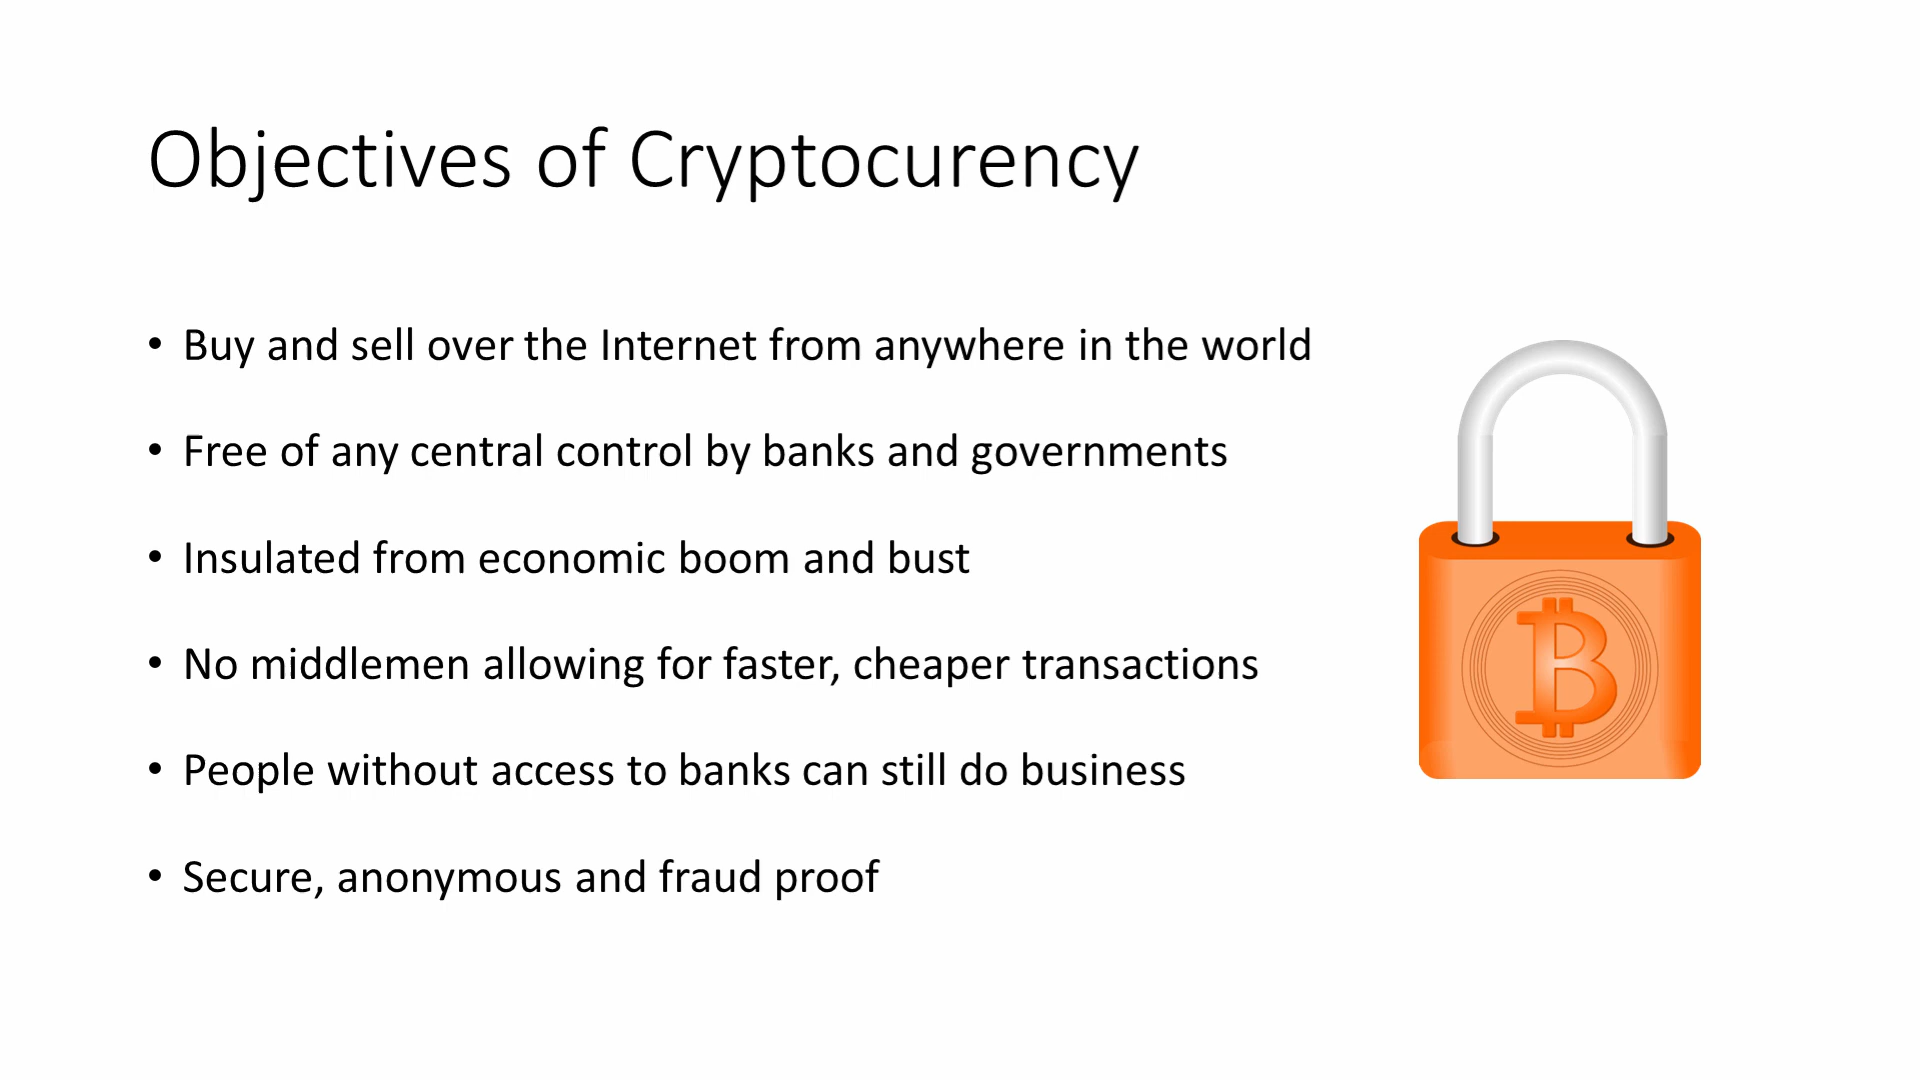 Objectives of Cryptocurency
• Buy and sell over the Internet from anywhere in the world
• Free of any central control by banks and governments
• Insulated from economic boom and bust
• No middlemen allowing for faster, cheaper transactions
• People without access to banks can still do business
• Secure, anonymous and fraud proof